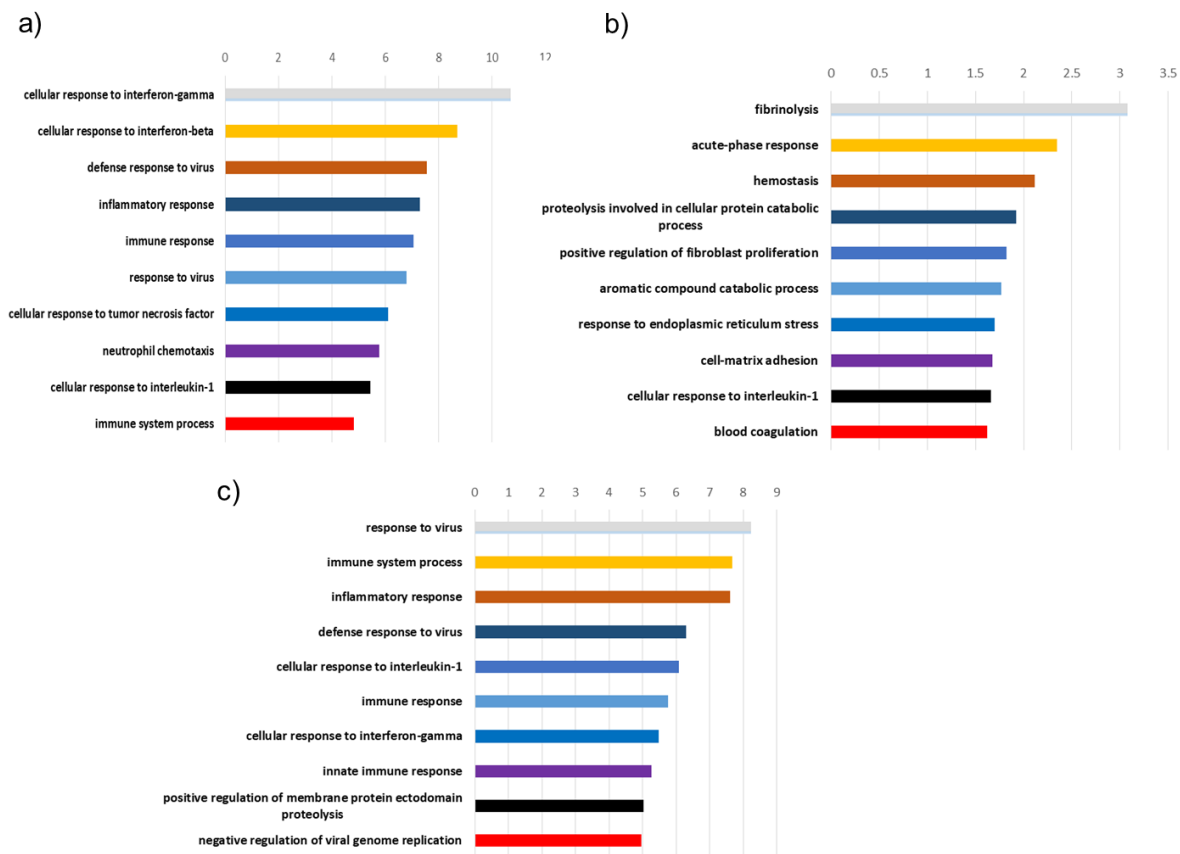 a)
0 2 4 6 8 10 12
cellular response to interferon-gamma
cellular response to interferon-beta
defense response to virus
inflammatory response
immune response
response to virus
cellular response to tumor necrosis factor
neutrophil chemotaxis
cellular response to interleukin-1
immune system process
b)
0 0.5 1 1.5 2 2.5 3 3.5
fibrinolysis
acute-phase response
hemostasis
proteolysis involved in cellular protein catabolic
process
positive regulation of fibroblast proliferation
aromatic compound catabolic process
response to endoplasmic reticulum stress
cell-matrix adhesion
cellular response to interleukin-1
blood coagulation
c)
0 1 2 3 4 5 6 7 8 9
response to virus
immune system process
inflammatory response
defense response to virus
cellular response to interleukin-1
immune response
cellular response to interferon-gamma
innate immune response
positive regulation of membrane protein ectodomain
proteolysis
negative regulation of viral genome replication